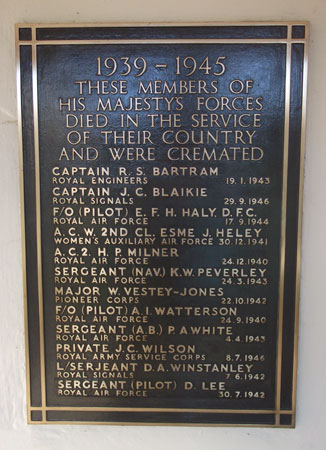 1939 - 1945
THESE MEMBERS OF
HIS MAJESTY'S FORCES
DIED IN THE SERVICE
OF THEIR COUNTRY
AND WERE CREMATED
CAPTAIN R. S. BARTRAM
ROYAL ENGINEERS 19.1.1943
CAPTAIN J. C. BLAIKIE
ROYAL SIGNALS 29.9.1946
F/O (PILOT) E. F. H. HALY. D.F.C.
ROYAL AIR FORCE 17.9.1944
A. C. W. 2ND CL. ESME J. HELEY
WOMEN'S AUXILIARY AIR FORCE 30.12.1941
A. C. 2. H. P. MILNER
ROYAL AIR FORCE 24.12.1940
SERGEANT (NAV.) K. W. PEVERLEY
ROYAL AIR FORCE 24.3.1943
MAJOR W. VESTEY-JONES
PIONEER CORPS 22.10.1942
F/O (PILOT) A. I. WATTERSON
ROYAL AIR FORCE 24.9.1940
SERGEANT (A.B.) P. A. WHITE
ROYAL AIR FORCE 4.4.1943
PRIVATE J. C. WILSON
ROYAL ARMY SERVICE CORPS 8.7.1946
L/SERJEANT D. A. WINSTANLEY
ROYAL SIGNALS 7.6.1942
SERGEANT (PILOT) D. LEE
ROYAL AIR FORCE 30.7.1942